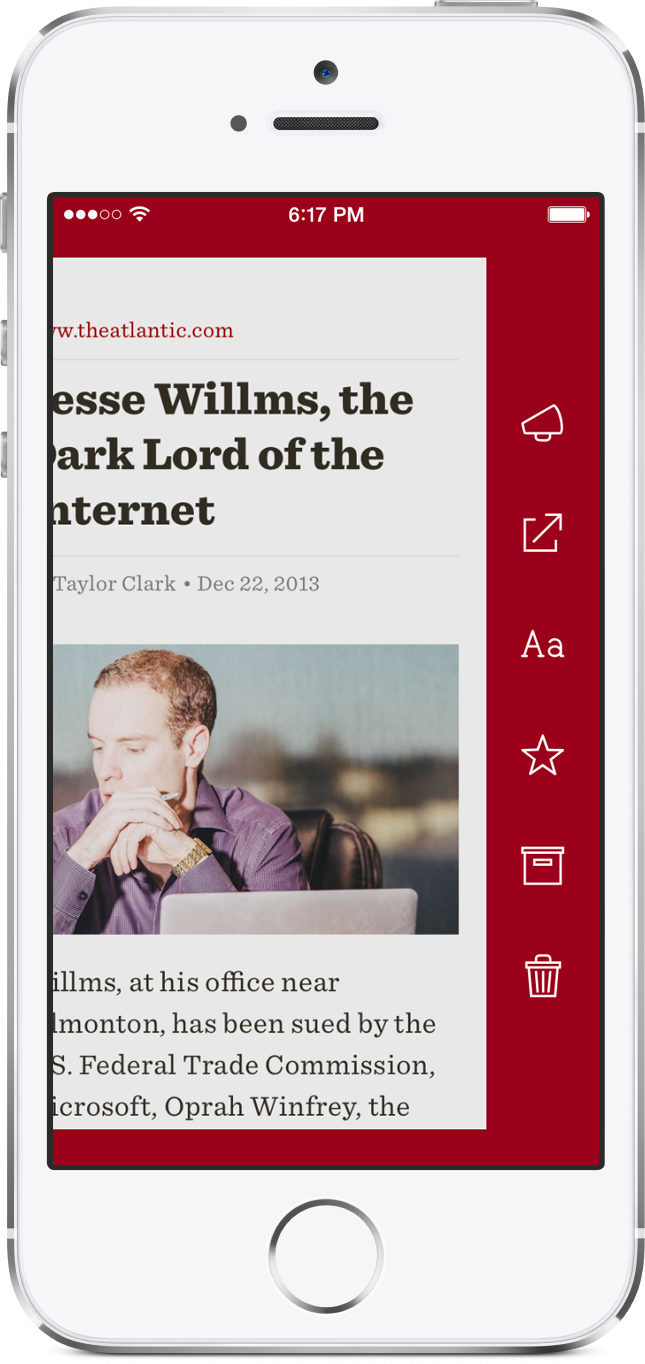 6:17 PM
ww.theatlantic.com
esse Willms, the
Dark Lord of the
nternet
Taylor Clark • Dec 22, 2013
illms, at his office near
dmonton, has been sued by the
S. Federal Trade Commission,
icrosoft, Oprah Winfrey, the
Aa